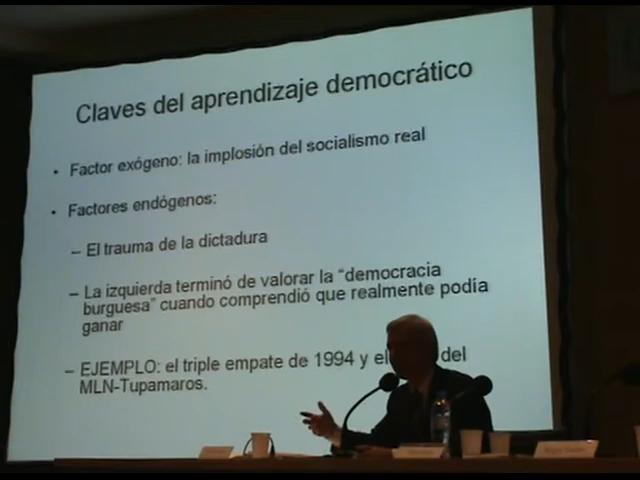 Claves del aprendizaje democrático
• Factor exógeno: la implosión del socialismo real
• Factores endógenos:
– El trauma de la dictadura
– La izquierda terminó de valorar la “democracia
burguesa” cuando comprendió que realmente podía
ganar
– EJEMPLO: el triple empate de 1994 y el del
MLN-Tupamaros.